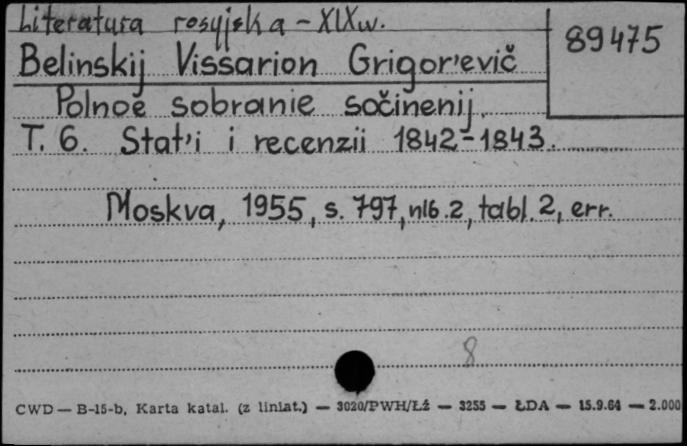 Literatura rosyjska - XIX w.
89475
Belinskij Vissarion Grigor'evič
Polnoe sobranie sočinenij.
T. 6. Stat'i i recenzii 1842-1843.
Moskva, 1955, s. 797, nlb. 2, tabl. 2, err.
8
CWD — B-15-b, Karta katal. (z liniat.) — 3020/PWH/Łź — 3255 — ŁDA — 15.9.64 — 2.000